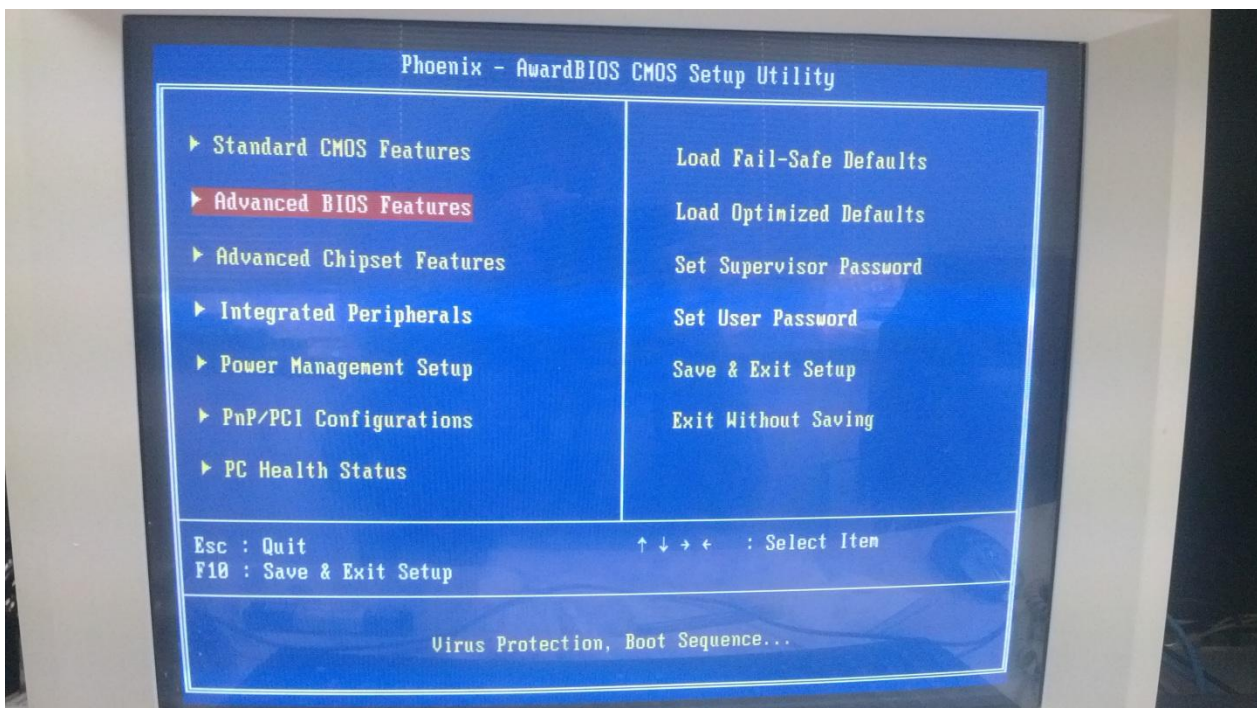 Phoenix - AwardBIOS CMOS Setup Utility
Standard CMOS Features
Advanced BIOS Features
Advanced Chipset Features
Integrated Peripherals
Power Management Setup
PnP/PCI Configurations
PC Health Status
Load Fail-Safe Defaults
Load Optimized Defaults
Set Supervisor Password
Set User Password
Save & Exit Setup
Exit Without Saving
Esc : Quit
F10 : Save & Exit Setup
↑ ↓ → ← : Select Item
Virus Protection, Boot Sequence...